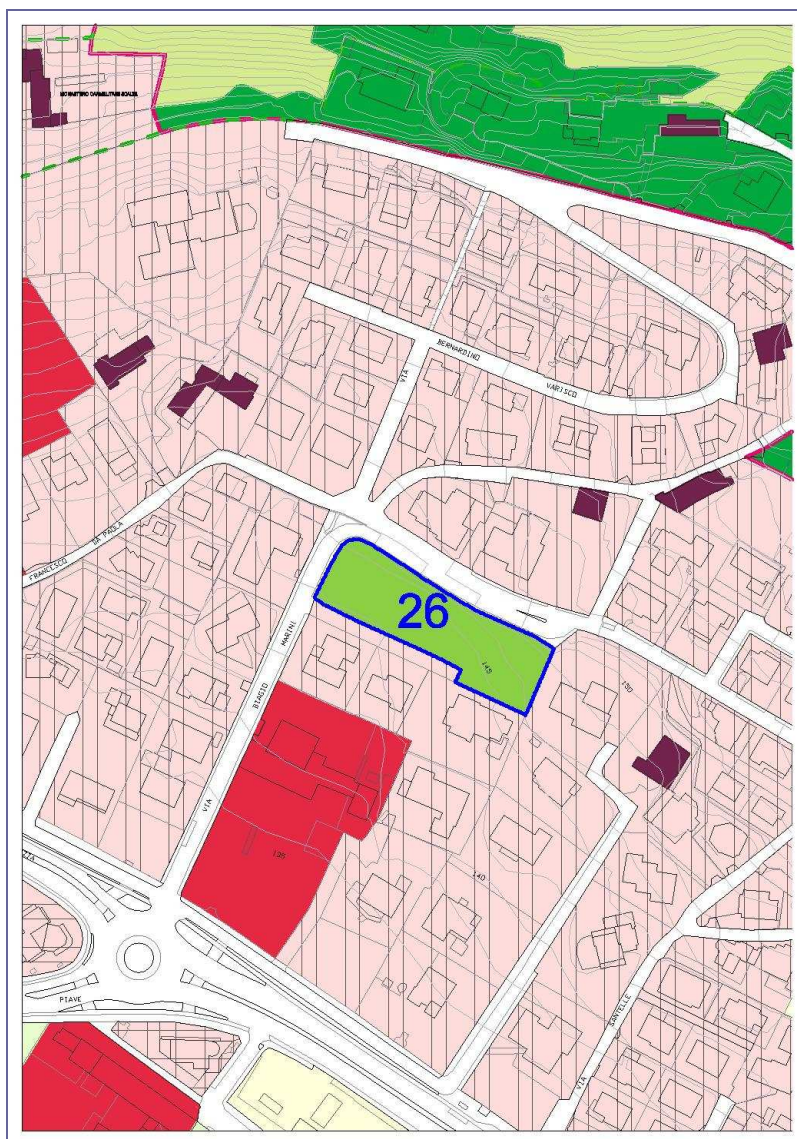 MONASTERO CARMELITANE SCALZE
VIA
BERNARDINO
VARISCO
FRANCESCO
DA PAOLA
26
145
150
VIA
BIAGIO
MARINI
135
140
PIAVE
VIA
SANTELLE